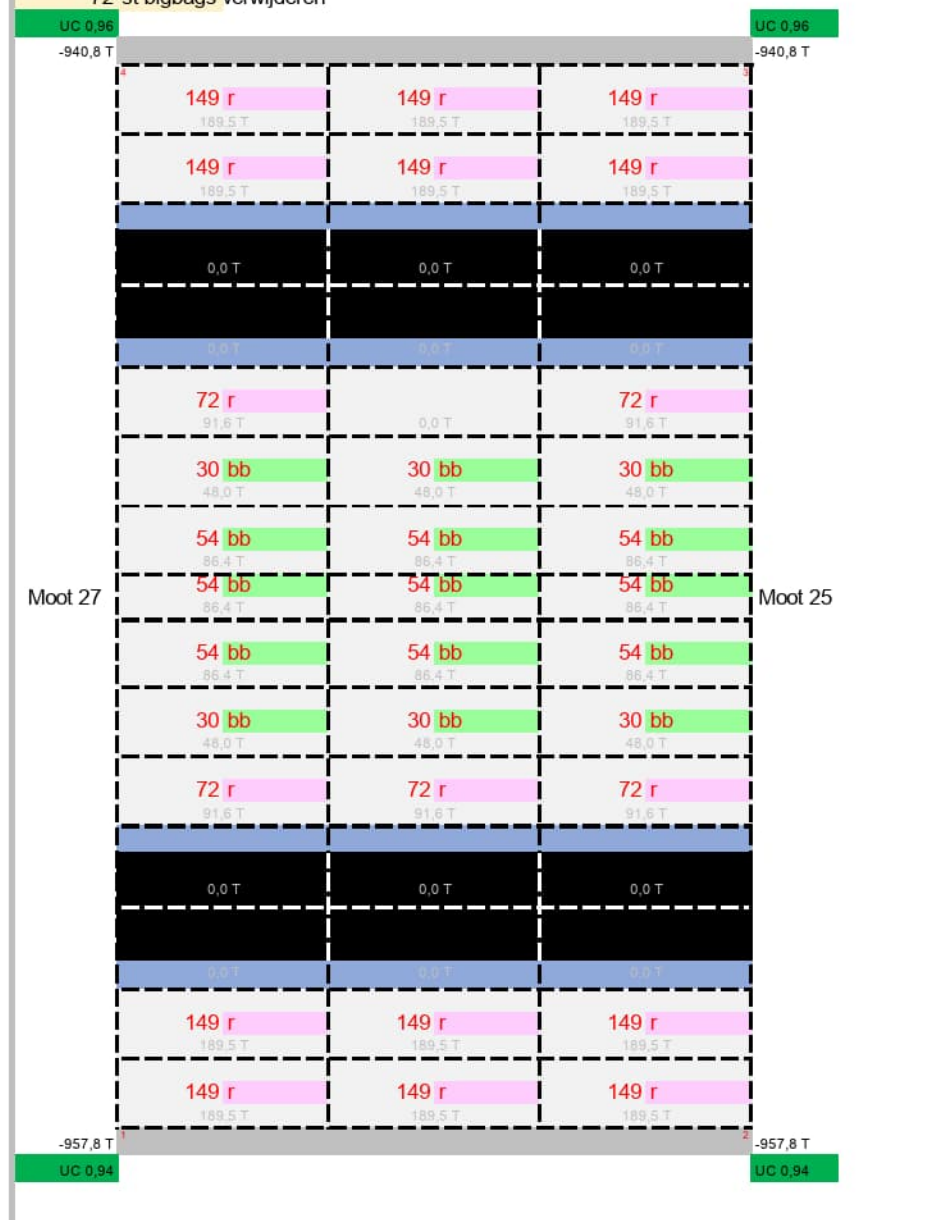 72 st bigbags verwijderen
UC 0,96 UC 0,96
-940,8 T -940,8 T
4 3
149 r 149 r 149 r
189,5 T 189,5 T 189,5 T
149 r 149 r 149 r
189,5 T 189,5 T 189,5 T
0,0 T 0,0 T 0,0 T
0,0 T 0,0 T 0,0 T
72 r 72 r
91,6 T 0,0 T 91,6 T
30 bb 30 bb 30 bb
48,0 T 48,0 T 48,0 T
54 bb 54 bb 54 bb
86,4 T 86,4 T 86,4 T
54 bb 54 bb 54 bb
Moot 27 Moot 25
86,4 T 86,4 T 86,4 T
54 bb 54 bb 54 bb
86,4 T 86,4 T 86,4 T
30 bb 30 bb 30 bb
48,0 T 48,0 T 48,0 T
72 r 72 r 72 r
91,6 T 91,6 T 91,6 T
0,0 T 0,0 T 0,0 T
0,0 T 0,0 T 0,0 T
149 r 149 r 149 r
189,5 T 189,5 T 189,5 T
149 r 149 r 149 r
189,5 T 189,5 T 189,5 T
1 2
-957,8 T -957,8 T
UC 0,94 UC 0,94